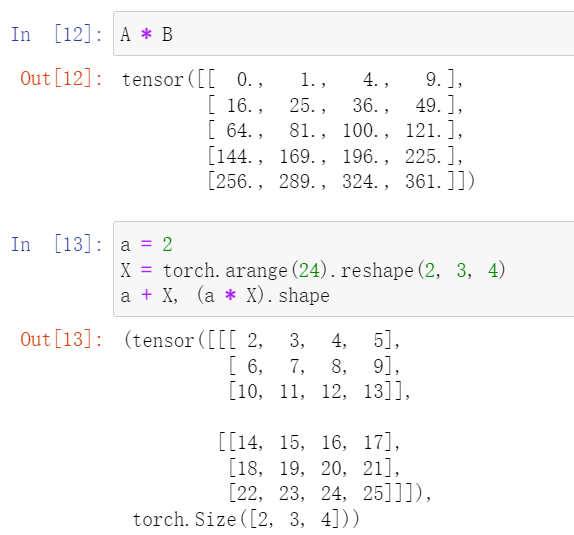 In [12]: A * B
Out[12]: tensor([[  0.,   1.,   4.,   9.],
        [ 16.,  25.,  36.,  49.],
        [ 64.,  81., 100., 121.],
        [144., 169., 196., 225.],
        [256., 289., 324., 361.]])
In [13]: a = 2
X = torch.arange(24).reshape(2, 3, 4)
a + X, (a * X).shape
Out[13]: (tensor([[[ 2,  3,  4,  5],
         [ 6,  7,  8,  9],
         [10, 11, 12, 13]],
        [[14, 15, 16, 17],
         [18, 19, 20, 21],
         [22, 23, 24, 25]]]),
 torch.Size([2, 3, 4]))